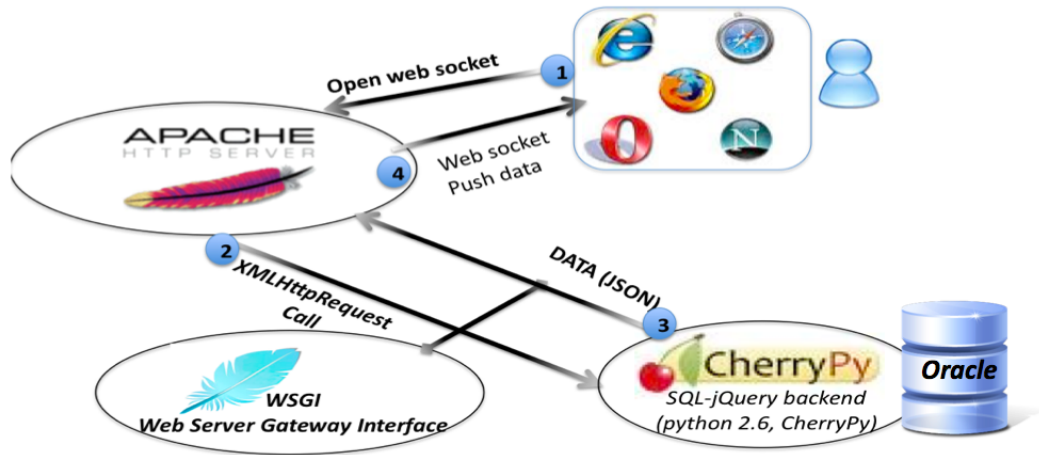 1
Open web socket
APACHE
HTTP SERVER
4
Web socket
Push data
N
2
XMLHttpRequest
Call
DATA (JSON)
3
WSGI
Web Server Gateway Interface
CherryPy
SQL-jQuery backend
(python 2.6, CherryPy)
Oracle